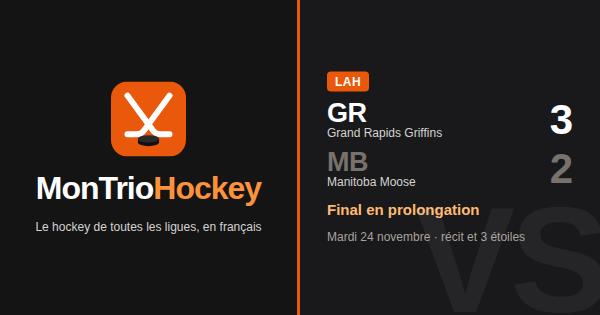 MonTrioHockey
Le hockey de toutes les ligues, en français
LAH
GR 3
Grand Rapids Griffins
MB 2
Manitoba Moose
Final en prolongation
Mardi 24 novembre · récit et 3 étoiles
VS